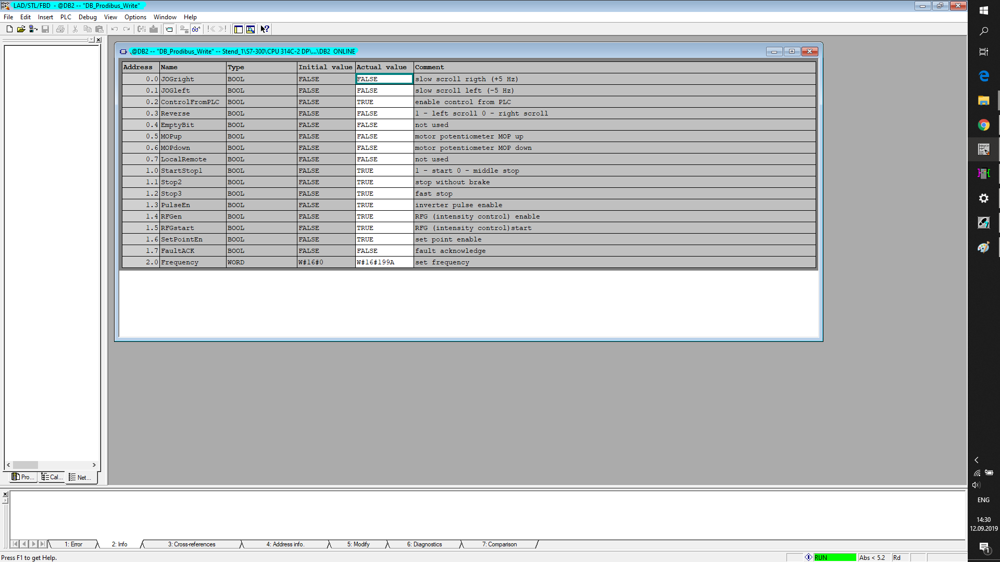 LAD/STL/FBD  - @DB2 -- "DB_Prodibus_Write"
File Edit Insert PLC Debug View Options Window Help
@DB2 -- "DB_Prodibus_Write" -- Stend_1\S7-300\CPU 314C-2 DP\...\DB2  ONLINE
Address Name Type Initial value Actual value Comment
0.0 JOGright BOOL FALSE FALSE slow scroll rigth (+5 Hz)
0.1 JOGleft BOOL FALSE FALSE slow scroll left (-5 Hz)
0.2 ControlFromPLC BOOL FALSE TRUE enable control from PLC
0.3 Reverse BOOL FALSE FALSE 1 - left scroll 0 - right scroll
0.4 EmptyBit BOOL FALSE FALSE not used
0.5 MOPup BOOL FALSE FALSE motor potentiometer MOP up
0.6 MOPdown BOOL FALSE FALSE motor potentiometer MOP down
0.7 LocalRemote BOOL FALSE FALSE not used
1.0 StartStop1 BOOL FALSE TRUE 1 - start 0 - middle stop
1.1 Stop2 BOOL FALSE TRUE stop without brake
1.2 Stop3 BOOL FALSE TRUE fast stop
1.3 PulseEn BOOL FALSE TRUE inverter pulse enable
1.4 RFGen BOOL FALSE TRUE RFG (intensity control) enable
1.5 RFGstart BOOL FALSE TRUE RFG (intensity control)start
1.6 SetPointEn BOOL FALSE TRUE set point enable
1.7 FaultACK BOOL FALSE FALSE fault acknowledge
2.0 Frequency WORD W#16#0 W#16#199A set frequency
Pro... Cal... Net...
1: Error 2: Info 3: Cross-references 4: Address info. 5: Modify 6: Diagnostics 7: Comparison
Press F1 to get Help.
RUN Abs < 5.2 Rd
ENG
14:30
12.09.2019
1